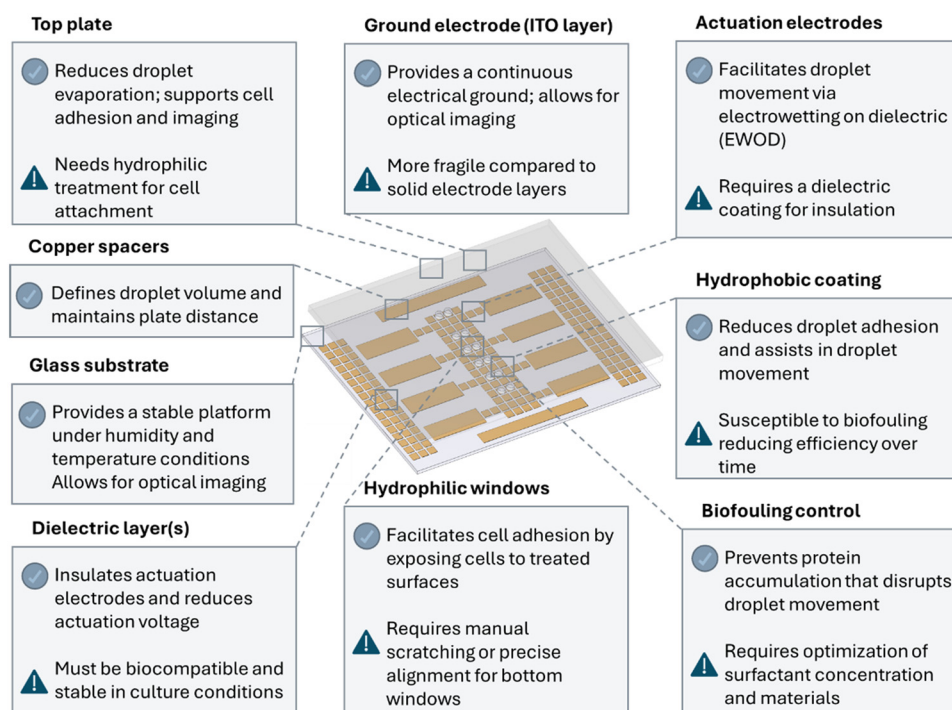 Top plate
Reduces droplet
evaporation; supports cell
adhesion and imaging
Needs hydrophilic
treatment for cell
attachment
Ground electrode (ITO layer)
Provides a continuous
electrical ground; allows for
optical imaging
More fragile compared to
solid electrode layers
Actuation electrodes
Facilitates droplet
movement via
electrowetting on dielectric
(EWOD)
Requires a dielectric
coating for insulation
Copper spacers
Defines droplet volume and
maintains plate distance
Hydrophobic coating
Reduces droplet adhesion
and assists in droplet
movement
Susceptible to biofouling
reducing efficiency over
time
Glass substrate
Provides a stable platform
under humidity and
temperature conditions
Allows for optical imaging
Dielectric layer(s)
Insulates actuation
electrodes and reduces
actuation voltage
Must be biocompatible and
stable in culture conditions
Hydrophilic windows
Facilitates cell adhesion by
exposing cells to treated
surfaces
Requires manual
scratching or precise
alignment for bottom
windows
Biofouling control
Prevents protein
accumulation that disrupts
droplet movement
Requires optimization of
surfactant concentration
and materials